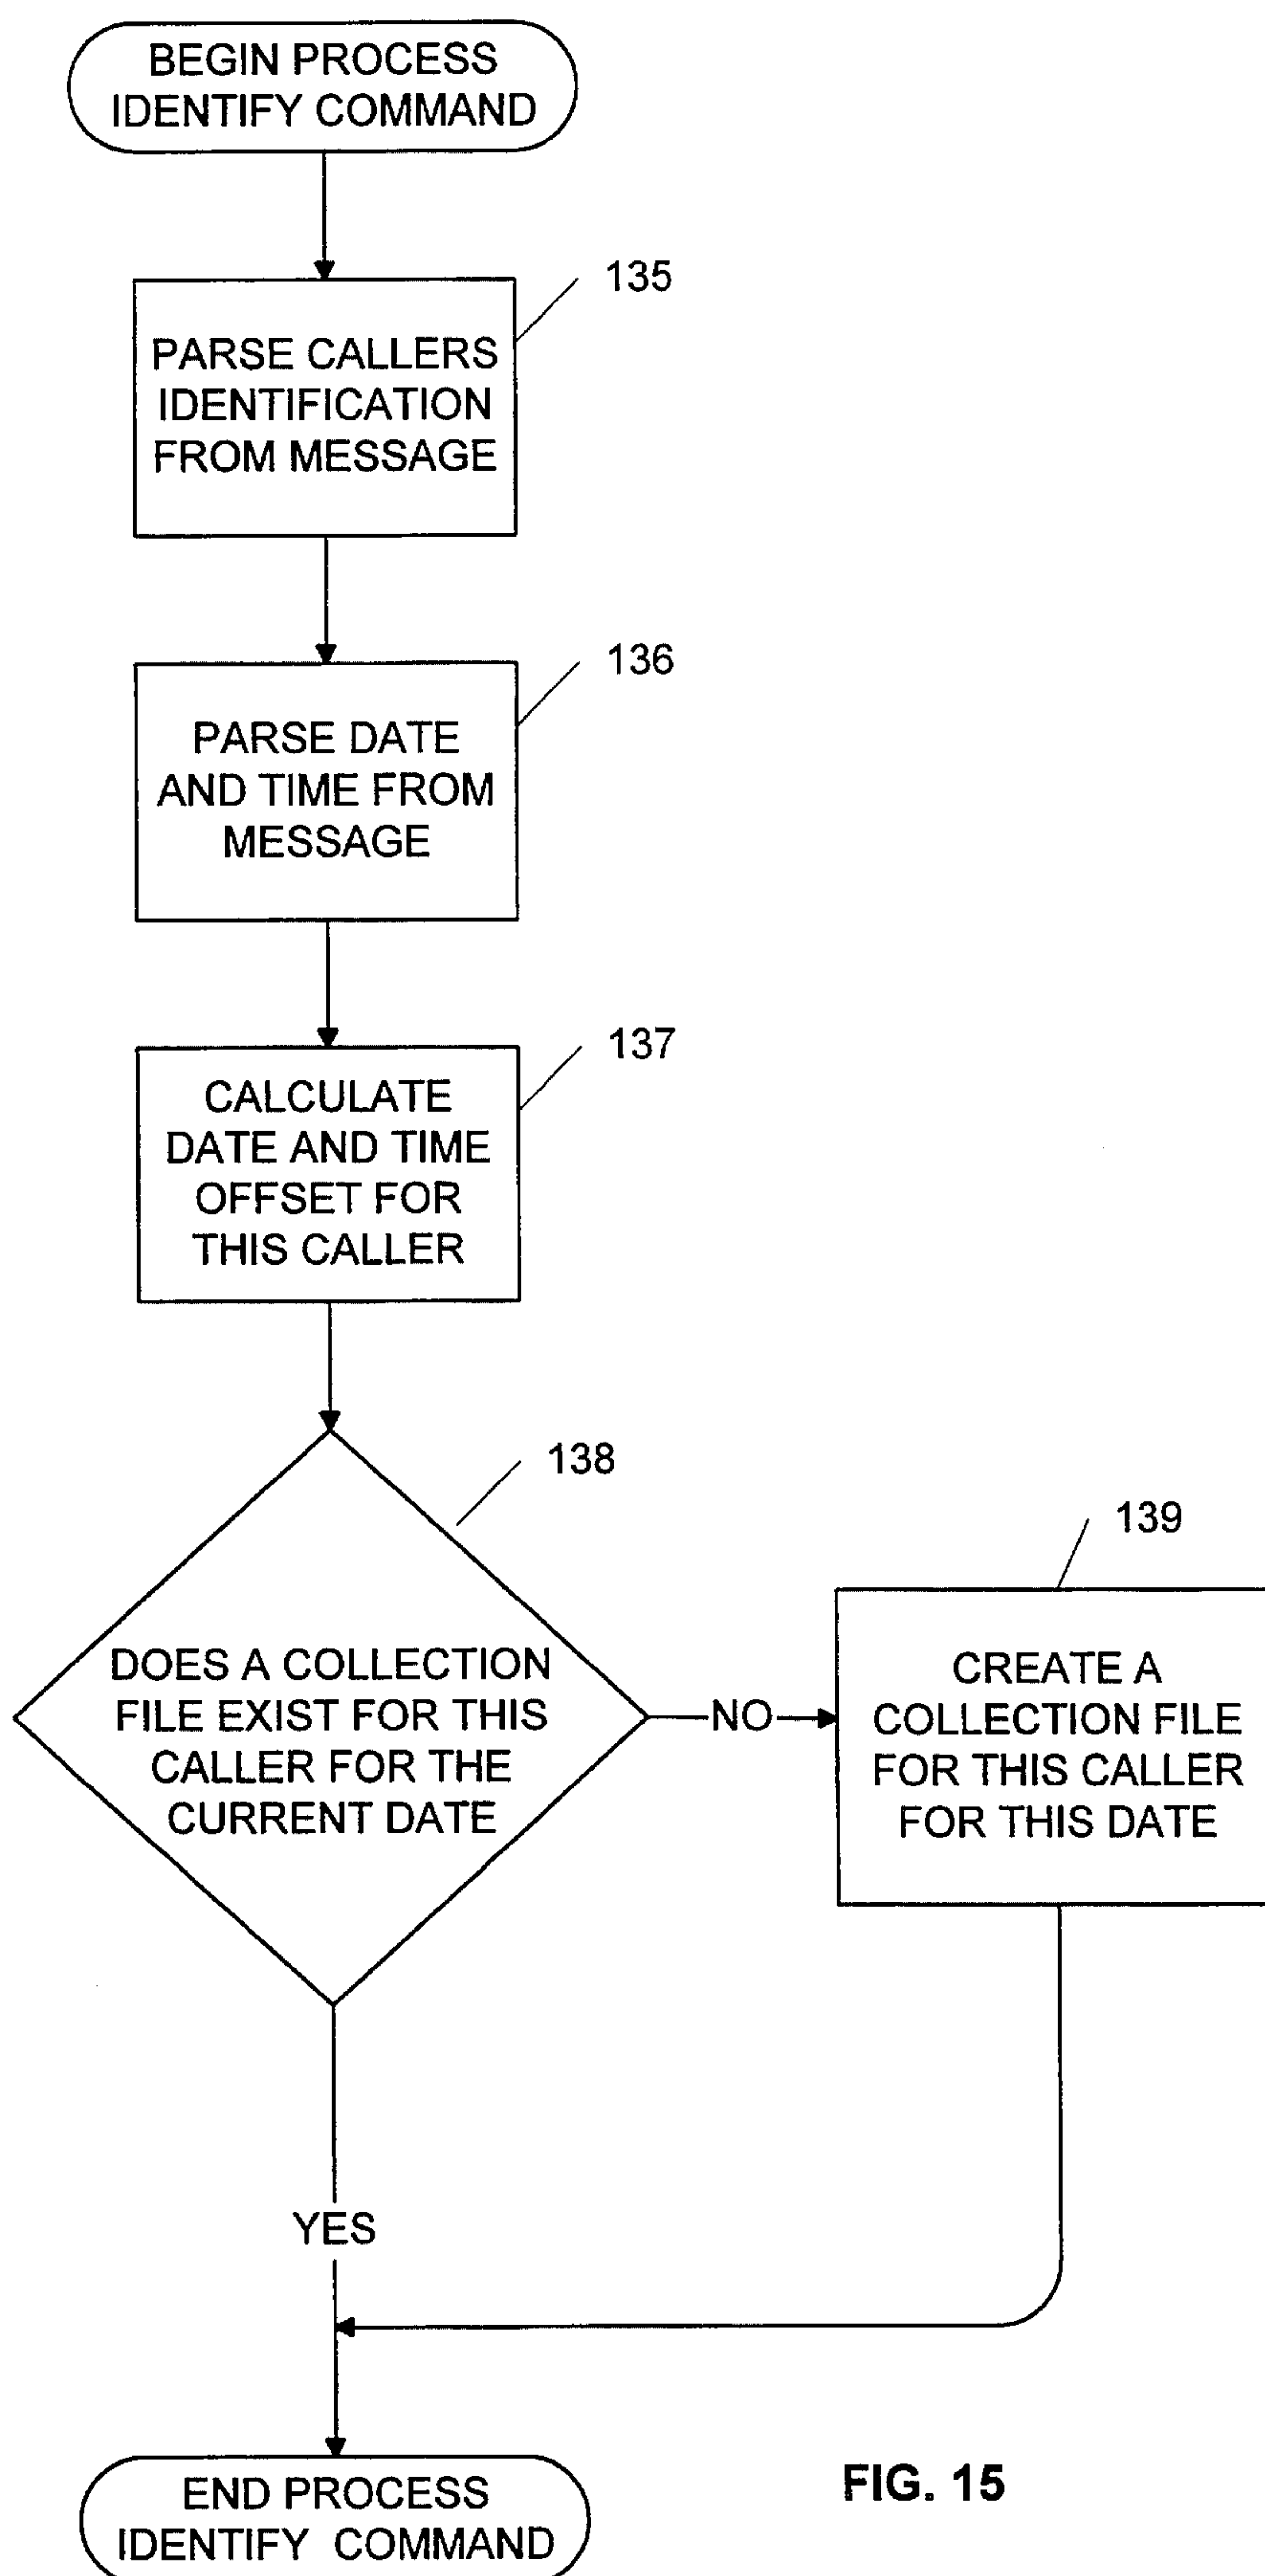 BEGIN PROCESS
IDENTIFY COMMAND
135
PARSE CALLERS
IDENTIFICATION
FROM MESSAGE
136
PARSE DATE
AND TIME FROM
MESSAGE
137
CALCULATE
DATE AND TIME
OFFSET FOR
THIS CALLER
138
DOES A COLLECTION
FILE EXIST FOR THIS
CALLER FOR THE
CURRENT DATE
NO
139
CREATE A
COLLECTION FILE
FOR THIS CALLER
FOR THIS DATE
YES
END PROCESS
IDENTIFY COMMAND
FIG. 15